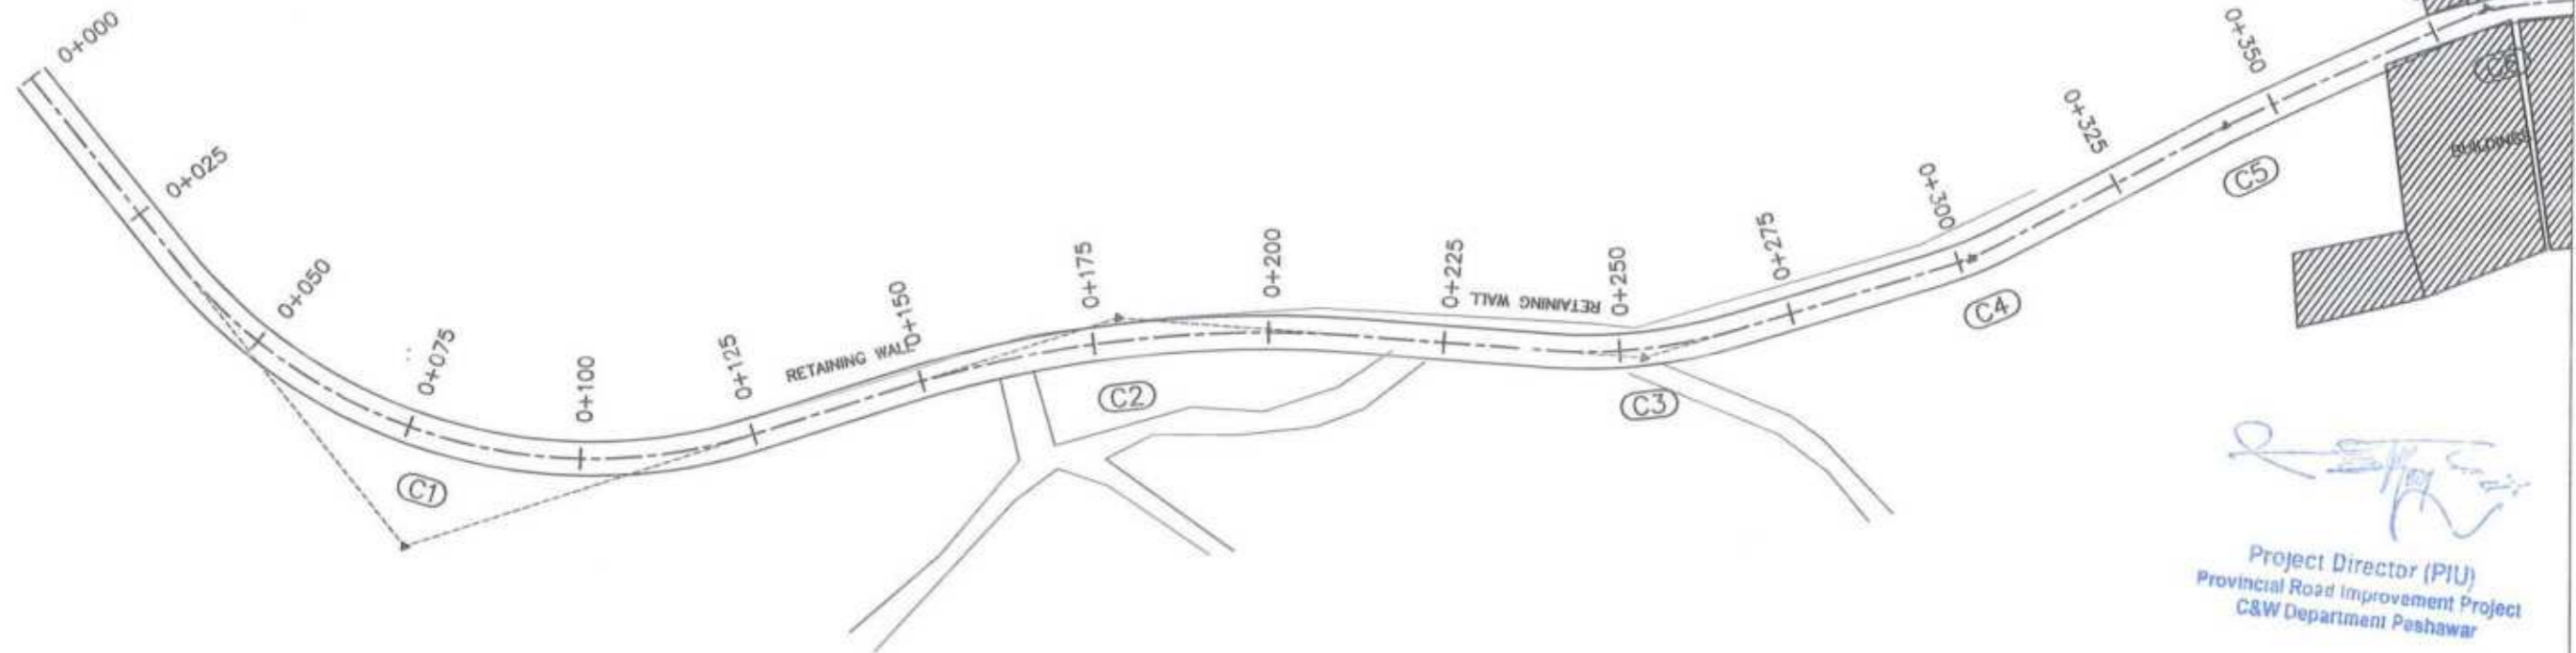 0+000
0+025
0+050
0+075
0+100
0+125
RETAINING WALL
0+150
0+175
0+200
0+225
RETAINING WALL
0+250
0+275
0+300
0+325
0+350
C1
C2
C3
C4
C5
C6
BUILDINGS
Project Director (PIU)
Provincial Road Improvement Project
C&W Department Peshawar